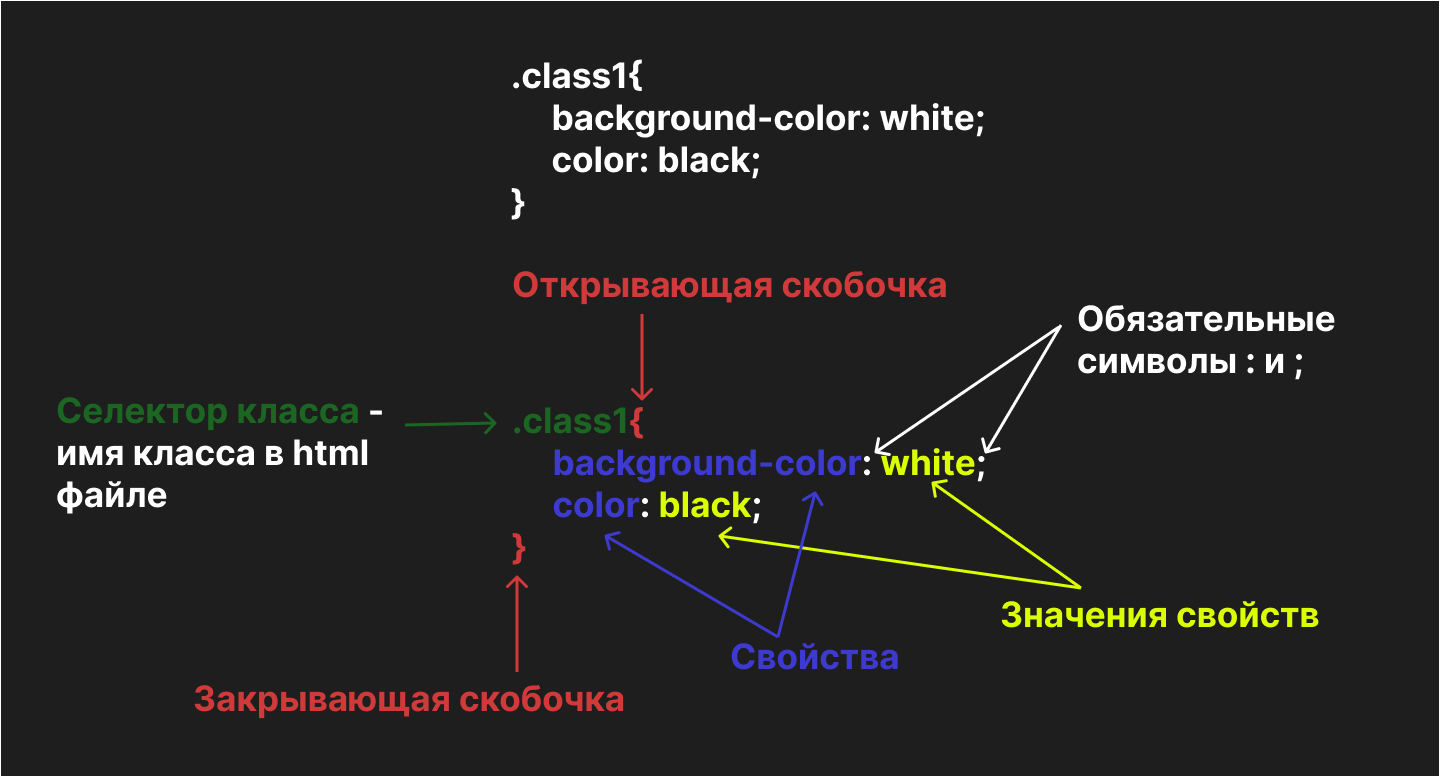 .class1{
background-color: white;
color: black;
}
Открывающая скобочка
Обязательные
символы : и ;
Селектор класса -
имя класса в html
файле
.class1{
background-color: white;
color: black;
}
Значения свойств
Свойства
Закрывающая скобочка